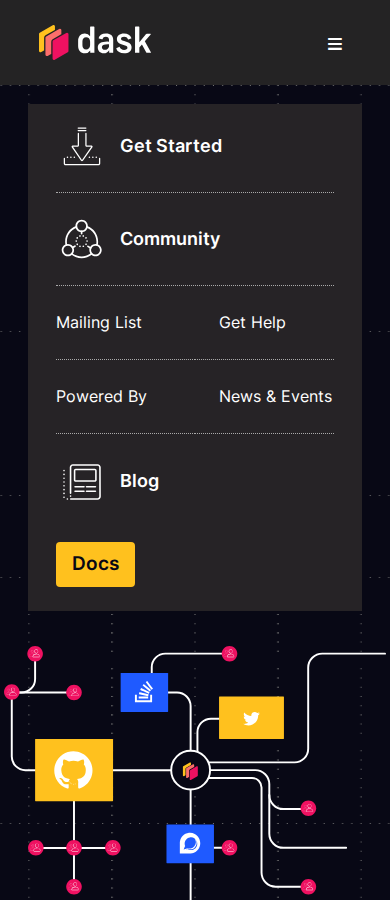 dask
Get Started
Community
Mailing List Get Help
Powered By News & Events
Blog
Docs